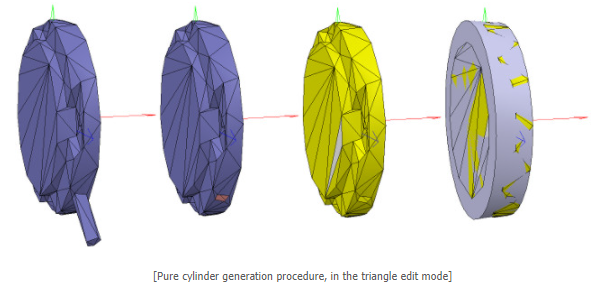 [Pure cylinder generation procedure, in the triangle edit mode]